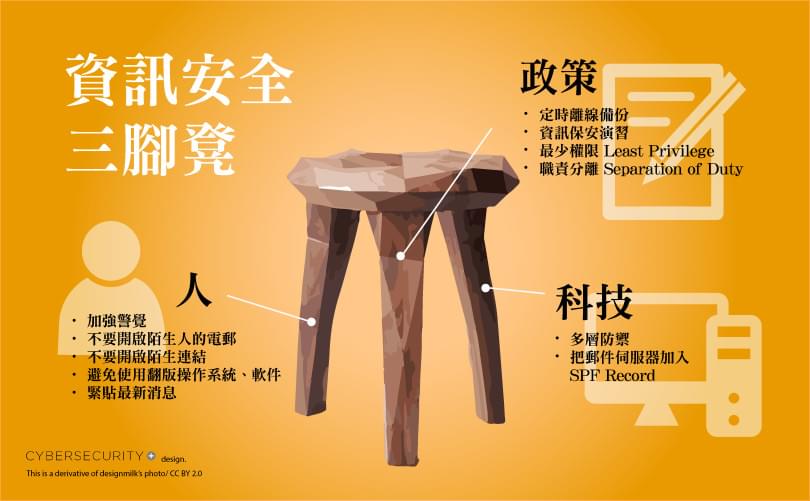 資訊安全
三腳凳
政策
• 定時離線備份
• 資訊保安演習
• 最少權限 Least Privilege
• 職責分離 Separation of Duty
人
• 加強警覺
• 不要開啟陌生人的電郵
• 不要開啟陌生連結
• 避免使用翻版操作系統、軟件
• 緊貼最新消息
科技
• 多層防禦
• 把郵件伺服器加入
SPF Record
CYBERSECURITY + design.
This is a derivative of designmilk's photo/ CC BY 2.0